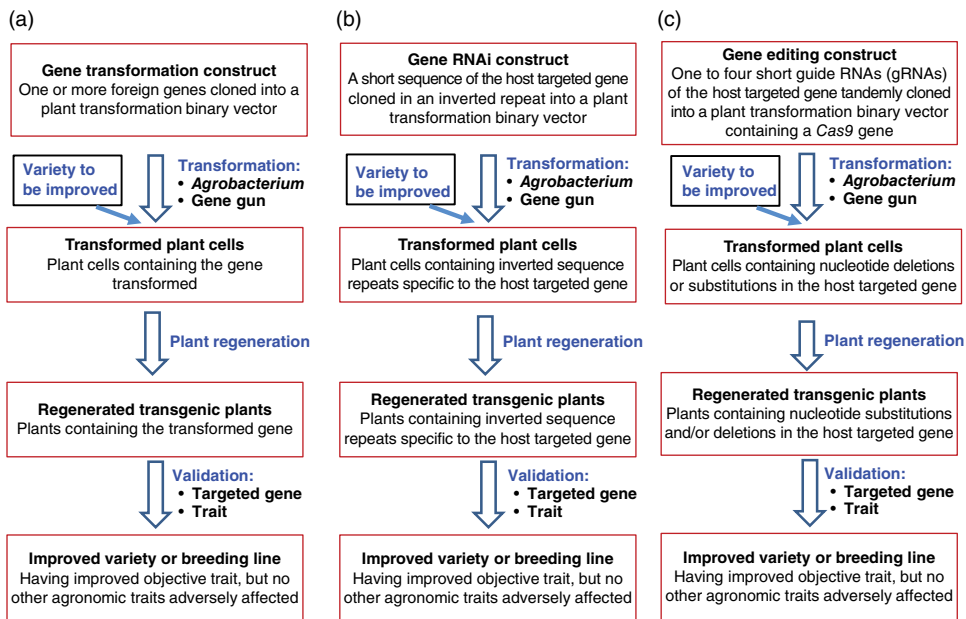 (a)
Gene transformation construct
One or more foreign genes cloned into a
plant transformation binary vector
Variety to
be improved
Transformation:
• Agrobacterium
• Gene gun
Transformed plant cells
Plant cells containing the gene
transformed
Plant regeneration
Regenerated transgenic plants
Plants containing the transformed gene
Validation:
• Targeted gene
• Trait
Improved variety or breeding line
Having improved objective trait, but no
other agronomic traits adversely affected
(b)
Gene RNAi construct
A short sequence of the host targeted gene
cloned in an inverted repeat into a plant
transformation binary vector
Variety to
be improved
Transformation:
• Agrobacterium
• Gene gun
Transformed plant cells
Plant cells containing inverted sequence
repeats specific to the host targeted gene
Plant regeneration
Regenerated transgenic plants
Plants containing inverted sequence
repeats specific to the host targeted gene
Validation:
• Targeted gene
• Trait
Improved variety or breeding line
Having improved objective trait, but no
other agronomic traits adversely affected
(c)
Gene editing construct
One to four short guide RNAs (gRNAs)
of the host targeted gene tandemly cloned
into a plant transformation binary vector
containing a Cas9 gene
Variety to
be improved
Transformation:
• Agrobacterium
• Gene gun
Transformed plant cells
Plant cells containing nucleotide deletions
or substitutions in the host targeted gene
Plant regeneration
Regenerated transgenic plants
Plants containing nucleotide substitutions
and/or deletions in the host targeted gene
Validation:
• Targeted gene
• Trait
Improved variety or breeding line
Having improved objective trait, but no
other agronomic traits adversely affected